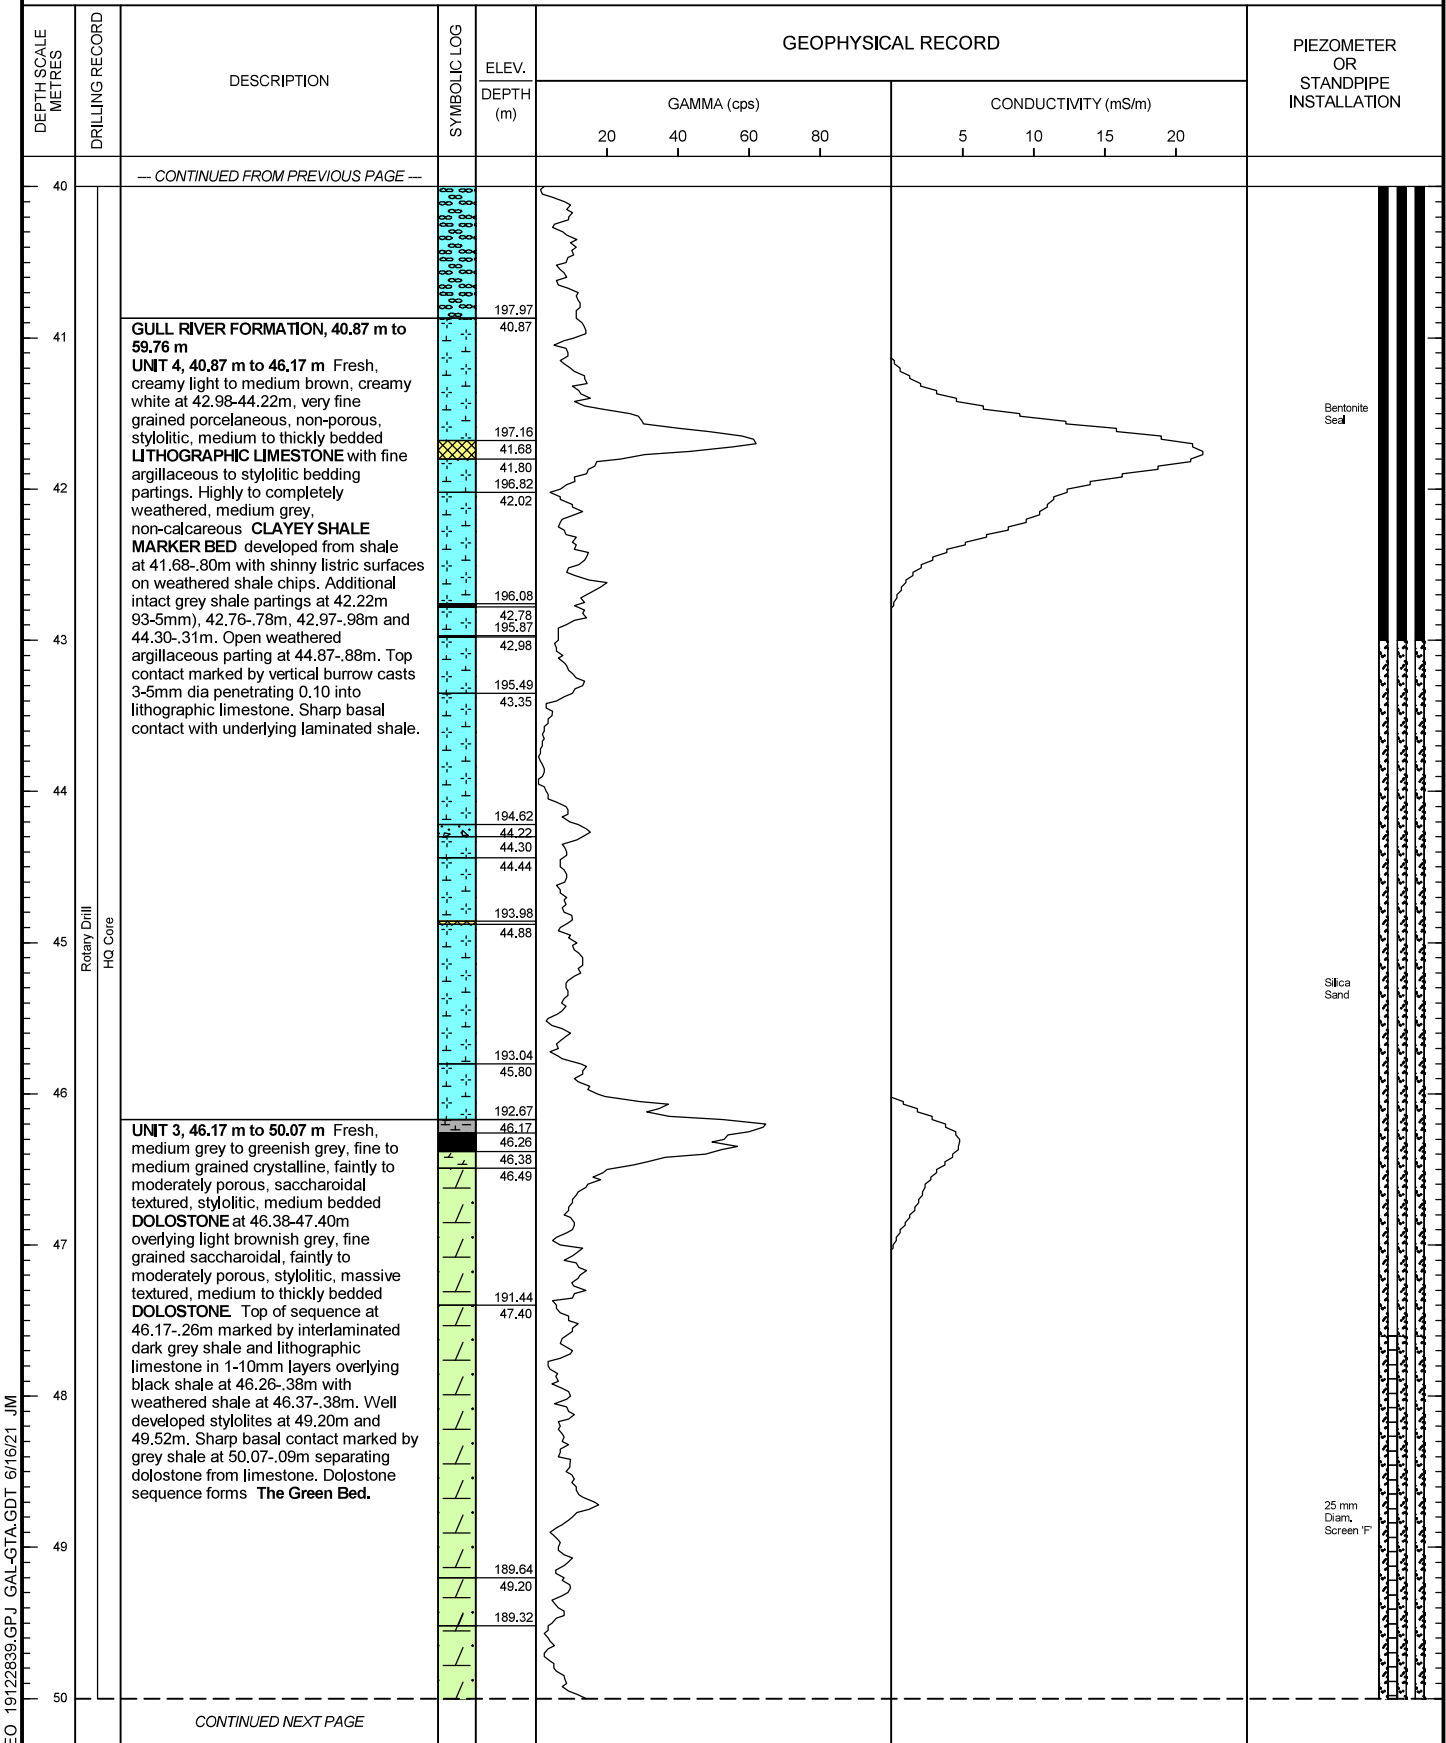 DEPTH SCALE
METRES
DRILLING RECORD
DESCRIPTION
SYMBOLIC LOG
ELEV.
DEPTH
(m)
GEOPHYSICAL RECORD
GAMMA (cps)
20 40 60 80
CONDUCTIVITY (mS/m)
5 10 15 20
PIEZOMETER
OR
STANDPIPE
INSTALLATION
--- CONTINUED FROM PREVIOUS PAGE ---
40
41
42
43
44
45
46
47
48
49
50
Rotary Drill
HQ Core
GULL RIVER FORMATION, 40.87 m to
59.76 m
UNIT 4, 40.87 m to 46.17 m Fresh,
creamy light to medium brown, creamy
white at 42.98-44.22m, very fine
grained porcelaneous, non-porous,
stylolitic, medium to thickly bedded
LITHOGRAPHIC LIMESTONE with fine
argillaceous to stylolitic bedding
partings. Highly to completely
weathered, medium grey,
non-calcareous CLAYEY SHALE
MARKER BED developed from shale
at 41.68-.80m with shinny listric surfaces
on weathered shale chips. Additional
intact grey shale partings at 42.22m
93-5mm), 42.76-.78m, 42.97-.98m and
44.30-.31m. Open weathered
argillaceous parting at 44.87-.88m. Top
contact marked by vertical burrow casts
3-5mm dia penetrating 0.10 into
lithographic limestone. Sharp basal
contact with underlying laminated shale.
UNIT 3, 46.17 m to 50.07 m Fresh,
medium grey to greenish grey, fine to
medium grained crystalline, faintly to
moderately porous, saccharoidal
textured, stylolitic, medium bedded
DOLOSTONE at 46.38-47.40m
overlying light brownish grey, fine
grained saccharoidal, faintly to
moderately porous, stylolitic, massive
textured, medium to thickly bedded
DOLOSTONE. Top of sequence at
46.17-.26m marked by interlaminated
dark grey shale and lithographic
limestone in 1-10mm layers overlying
black shale at 46.26-.38m with
weathered shale at 46.37-.38m. Well
developed stylolites at 49.20m and
49.52m. Sharp basal contact marked by
grey shale at 50.07-.09m separating
dolostone from limestone. Dolostone
sequence forms The Green Bed.
197.97
40.87
197.16
41.68
41.80
196.82
42.02
196.08
42.78
195.87
42.98
195.49
43.35
194.62
44.22
44.30
44.44
193.98
44.88
193.04
45.80
192.67
46.17
46.26
46.38
46.49
191.44
47.40
189.64
49.20
189.32
Bentonite
Seal
Silica
Sand
25 mm
Diam.
Screen 'F'
CONTINUED NEXT PAGE
EO 19122839.GPJ GAL-GTA.GDT 6/16/21 JM